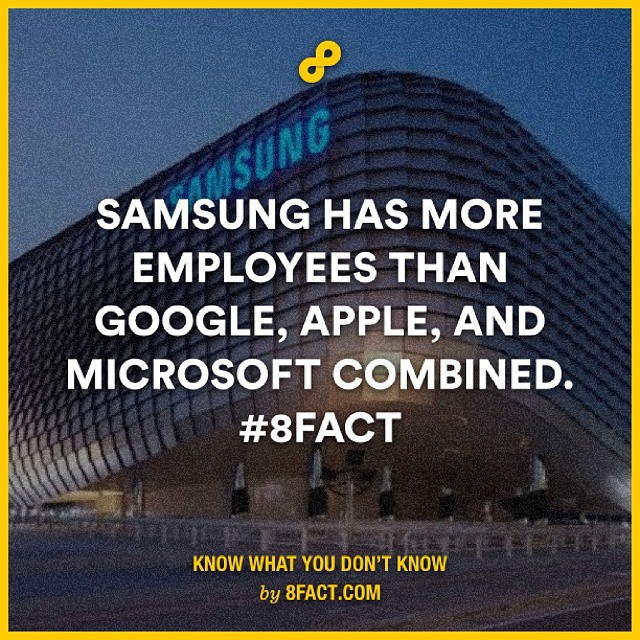 SAMSUNG
SAMSUNG HAS MORE
EMPLOYEES THAN
GOOGLE, APPLE, AND
MICROSOFT COMBINED.
#8FACT
KNOW WHAT YOU DON'T KNOW
by 8FACT.COM